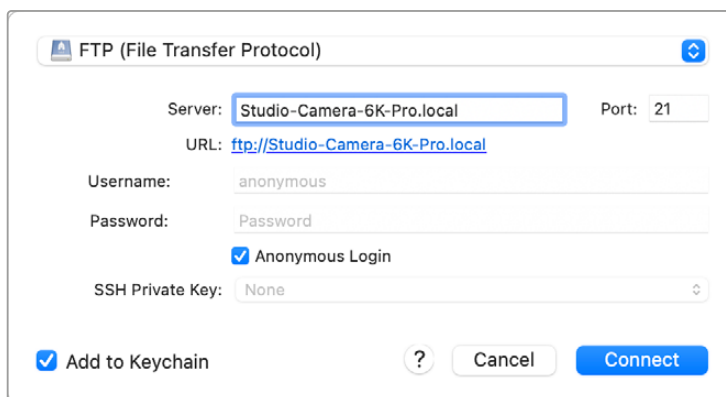 FTP (File Transfer Protocol)
Server: Studio-Camera-6K-Pro.local Port: 21
URL: ftp://Studio-Camera-6K-Pro.local
Username: anonymous
Password: Password
Anonymous Login
SSH Private Key: None
Add to Keychain ? Cancel Connect